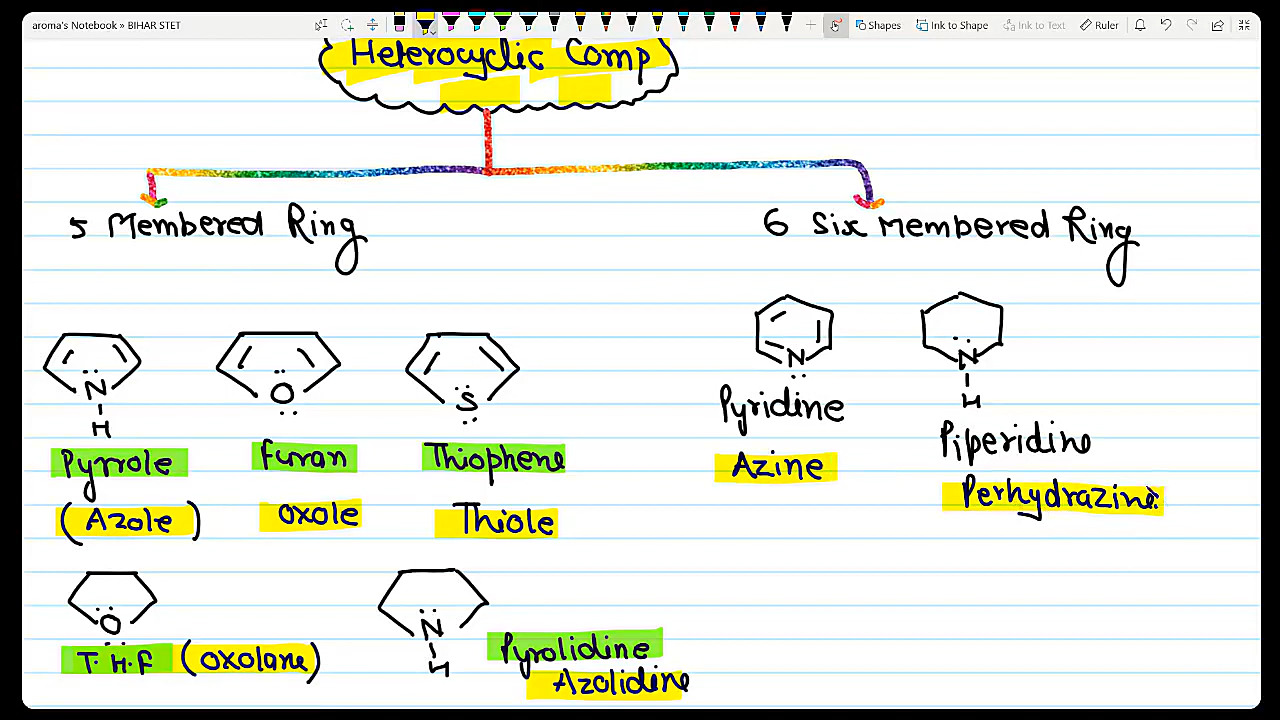 aroma's Notebook » BIHAR STET
Shapes
Ink to Shape
Ink to Text
Ruler
Heterocyclic Comp
5 Membered Ring
6 Six Membered Ring
N
H
Pyrrole
(Azole)
O
Furan
Oxole
S
Thiophene
Thiole
N
Pyridine
Azine
N
H
Piperidine
Perhydrazine
O
T.H.F (Oxolane)
N
H
Pyrolidine
Azolidine